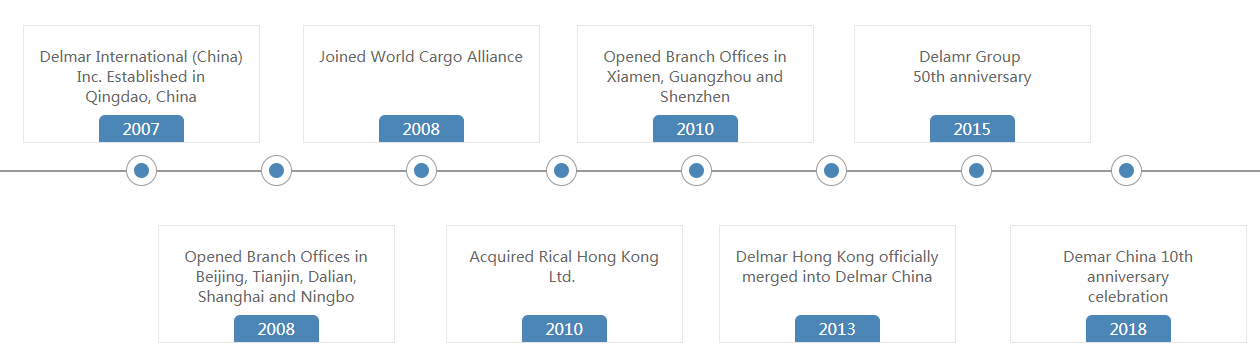 Delmar International (China)
Inc. Established in
Qingdao, China
2007
Joined World Cargo Alliance
2008
Opened Branch Offices in
Xiamen, Guangzhou and
Shenzhen
2010
Delamr Group
50th anniversary
2015
Opened Branch Offices in
Beijing, Tianjin, Dalian,
Shanghai and Ningbo
2008
Acquired Rical Hong Kong
Ltd.
2010
Delmar Hong Kong officially
merged into Delmar China
2013
Demar China 10th
anniversary
celebration
2018